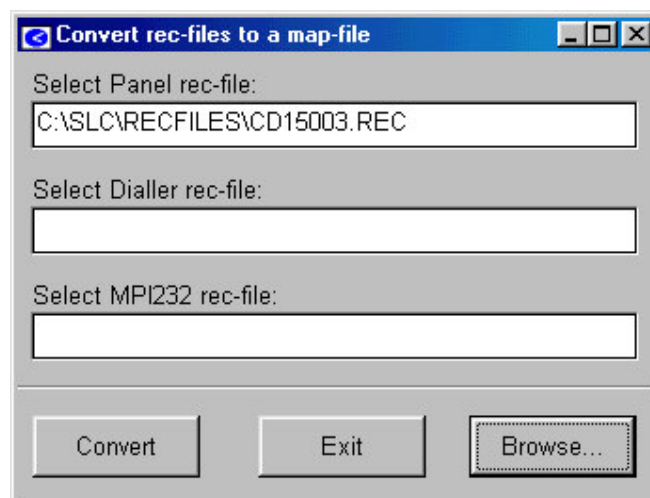 Convert rec-files to a map-file
Select Panel rec-file:
C:\SLC\RECFILES\CD15003.REC
Select Dialler rec-file:
Select MPI232 rec-file:
Convert Exit Browse...